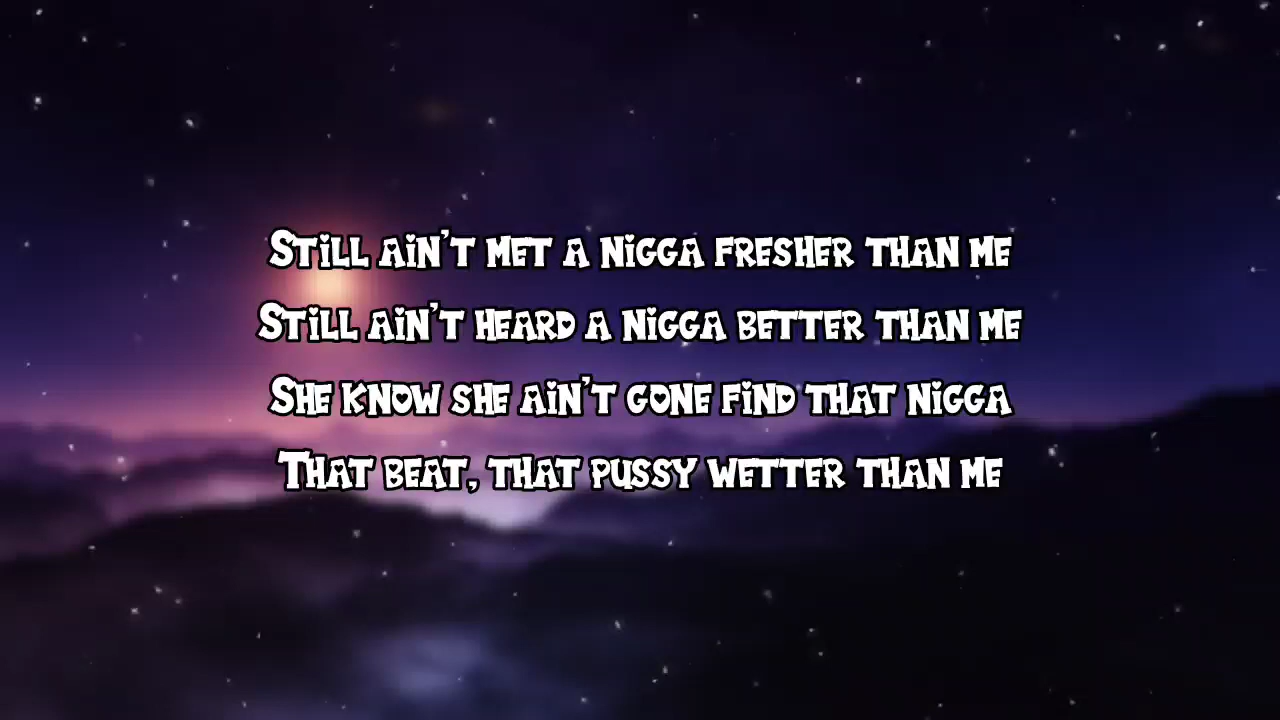 Still ain't met a nigga fresher than me
Still ain't heard a nigga better than me
She know she ain't gone find that nigga
That beat, that pussy wetter than me